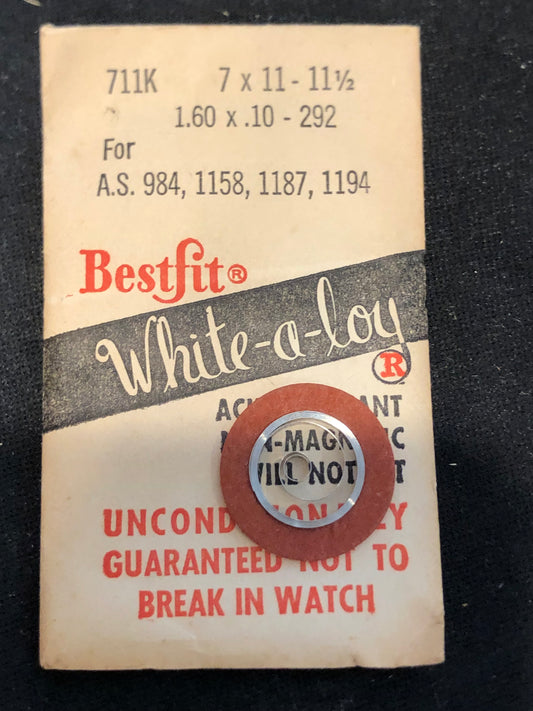 711K 7 x 11 - 11½
1.60 x .10 - 292
For
A.S. 984, 1158, 1187, 1194
Bestfit®
White-a-loy
®
NOT
GUARANTEED NOT TO
BREAK IN WATCH